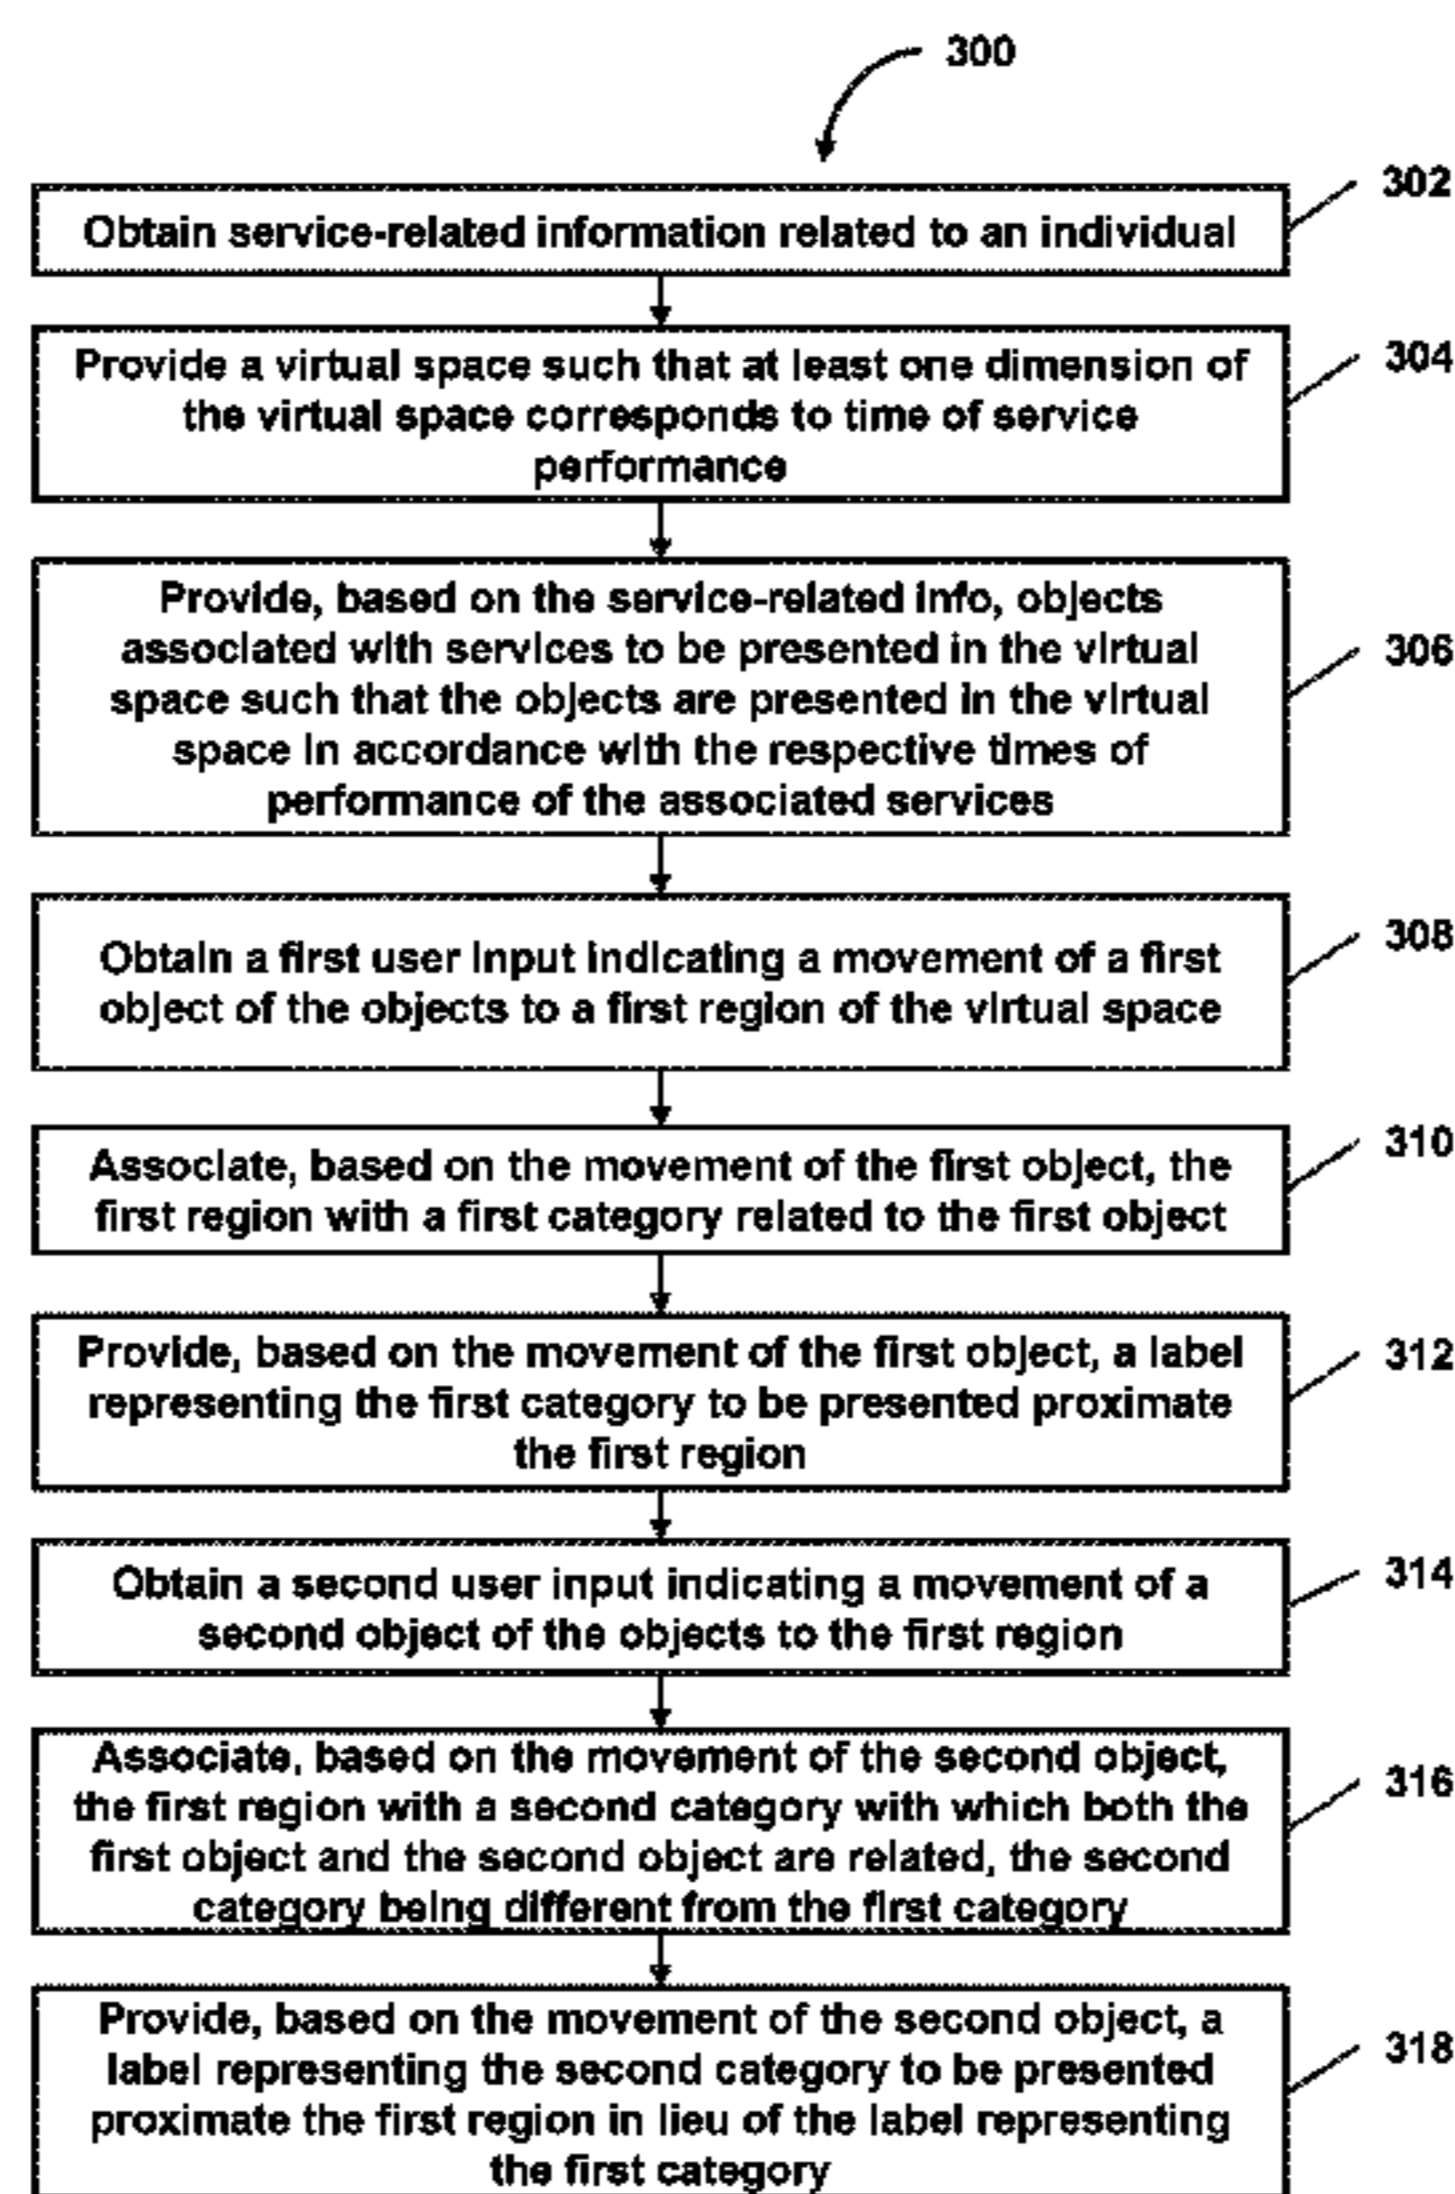 300
302
Obtain service-related information related to an individual
304
Provide a virtual space such that at least one dimension of
the virtual space corresponds to time of service
performance
306
Provide, based on the service-related info, objects
associated with services to be presented in the virtual
space such that the objects are presented in the virtual
space in accordance with the respective times of
performance of the associated services
308
Obtain a first user input indicating a movement of a first
object of the objects to a first region of the virtual space
310
Associate, based on the movement of the first object, the
first region with a first category related to the first object
312
Provide, based on the movement of the first object, a label
representing the first category to be presented proximate
the first region
314
Obtain a second user input indicating a movement of a
second object of the objects to the first region
316
Associate, based on the movement of the second object,
the first region with a second category with which both the
first object and the second object are related, the second
category being different from the first category
318
Provide, based on the movement of the second object, a
label representing the second category to be presented
proximate the first region in lieu of the label representing
the first category